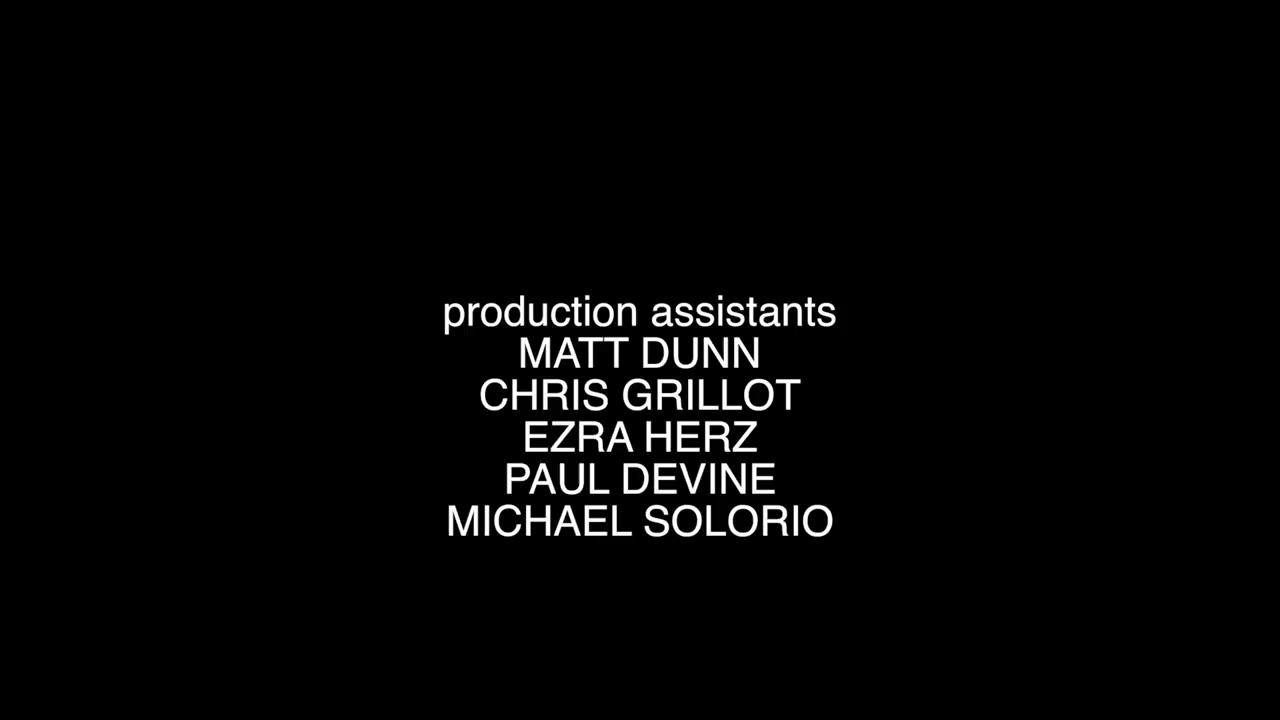 production assistants
MATT DUNN
CHRIS GRILLOT
EZRA HERZ
PAUL DEVINE
MICHAEL SOLORIO